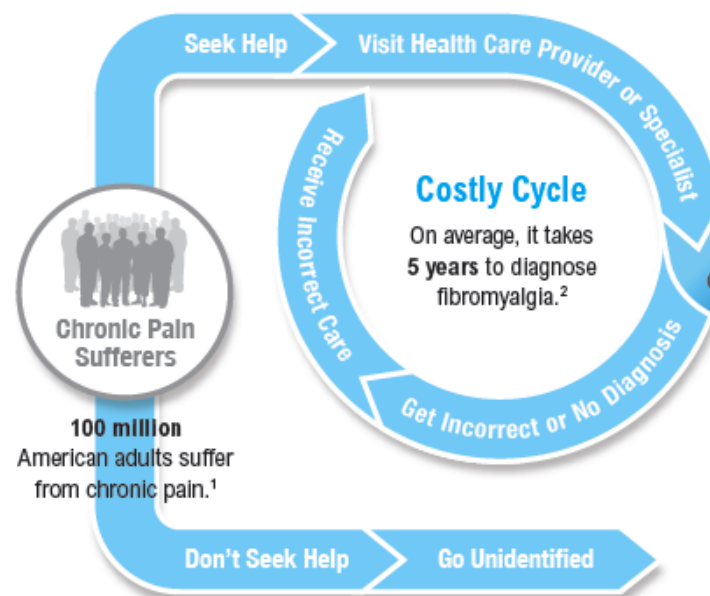 Seek Help
Visit Health Care Provider or Specialist
Receive Incorrect Care
Costly Cycle
On average, it takes
5 years to diagnose
fibromyalgia.²
Get Incorrect or No Diagnosis
Chronic Pain
Sufferers
100 million
American adults suffer
from chronic pain.¹
Don't Seek Help
Go Unidentified